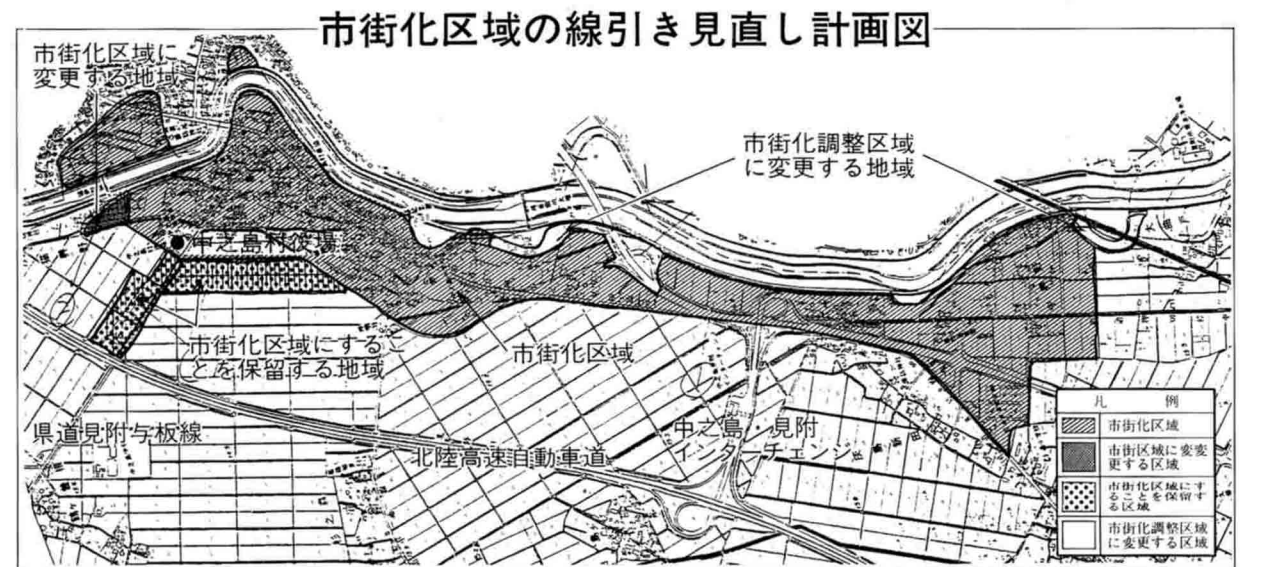 市街化区域の線引き見直し計画図
市街化区域に
変更する地域
市街化調整区域
に変更する地域
中之島村役場
市街化区域にするこ
とを保留する地域
市街化区域
県道見附与板線
北陸高速自動車道
中之島 見附
インターチェンジ
凡 例
市街化区域
市街区域に変変
更する区域
市街化区域にす
ることを保留す
る区域
市街化調整区域
に変更する区域